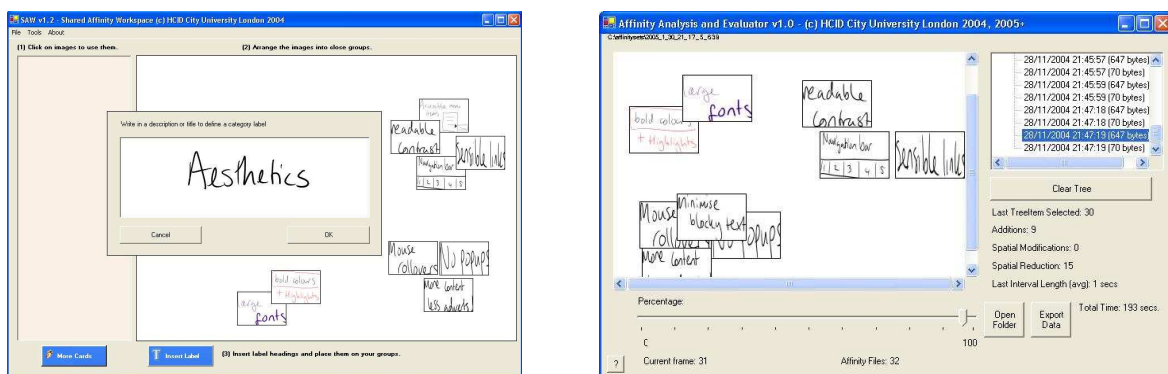 SAW v1.2 - Shared Affinity Workspace (c) HCID City University London 2004
File Tools About
(1) Click on images to use them.
(2) Arrange the images into close groups.
Write in a description or title to define a category label
Aesthetics
Cancel
OK
readable
contrast
Navigation bar
1 2 3 4 5
Sensible links
Mouse
rollovers
No popups
More content
less adverts
bold colours
+ Highlights
large
fonts
More Cards
Insert Label
(3) Insert label headings and place them on your groups.
Affinity Analysis and Evaluator v1.0 - (c) HCID City University London 2004, 2005+
C:\affinitysets\2005_1_30_21_17_3_639
large
fonts
bold colours
+ Highlights
readable
contrast
Navigation bar
1 2 3 4 5
Sensible links
Minimise
blocky text
Mouse
rollo
popups
More content
28/11/2004 21:45:57 (647 bytes)
28/11/2004 21:45:57 (70 bytes)
28/11/2004 21:45:59 (647 bytes)
28/11/2004 21:45:59 (70 bytes)
28/11/2004 21:47:18 (647 bytes)
28/11/2004 21:47:18 (70 bytes)
28/11/2004 21:47:19 (647 bytes)
28/11/2004 21:47:19 (70 bytes)
Clear Tree
Last TreeItem Selected: 30
Additions: 9
Spatial Modifications: 0
Spatial Reduction: 15
Last Interval Length (avg): 1 secs
Open
Folder
Export
Data
Total Time: 193 secs.
Percentage:
0
100
?
Current frame: 31
Affinity Files: 32